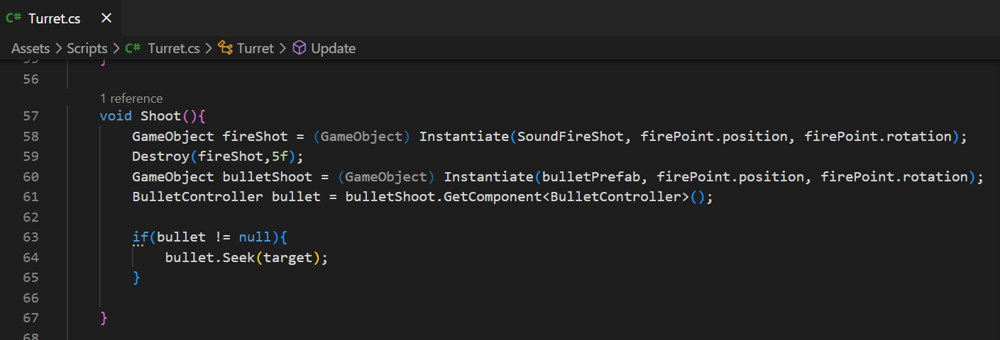 C# Turret.cs ×
Assets > Scripts > C# Turret.cs > Turret > Update
55 }
56
1 reference
57 void Shoot(){
58 GameObject fireShot = (GameObject) Instantiate(SoundFireShot, firePoint.position, firePoint.rotation);
59 Destroy(fireShot,5f);
60 GameObject bulletShoot = (GameObject) Instantiate(bulletPrefab, firePoint.position, firePoint.rotation);
61 BulletController bullet = bulletShoot.GetComponent<BulletController>();
62
63 if(bullet != null){
64 bullet.Seek(target);
65 }
66
67 }
68